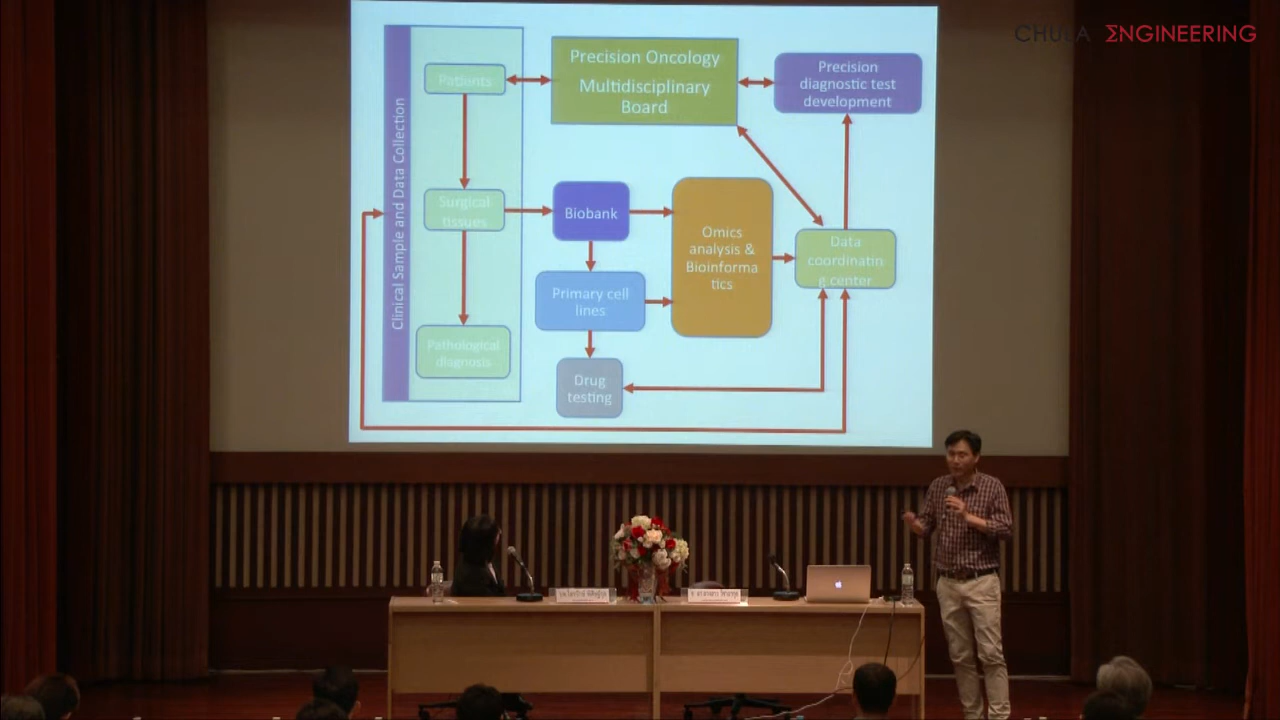 CHULA ΣNGINEERING
Clinical Sample and Data Collection
Patients
Surgical
tissues
Pathological
diagnosis
Precision Oncology
Multidisciplinary
Board
Precision
diagnostic test
development
Biobank
Primary cell
lines
Drug
testing
Omics
analysis &
Bioinforma
tics
Data
coordinatin
g center